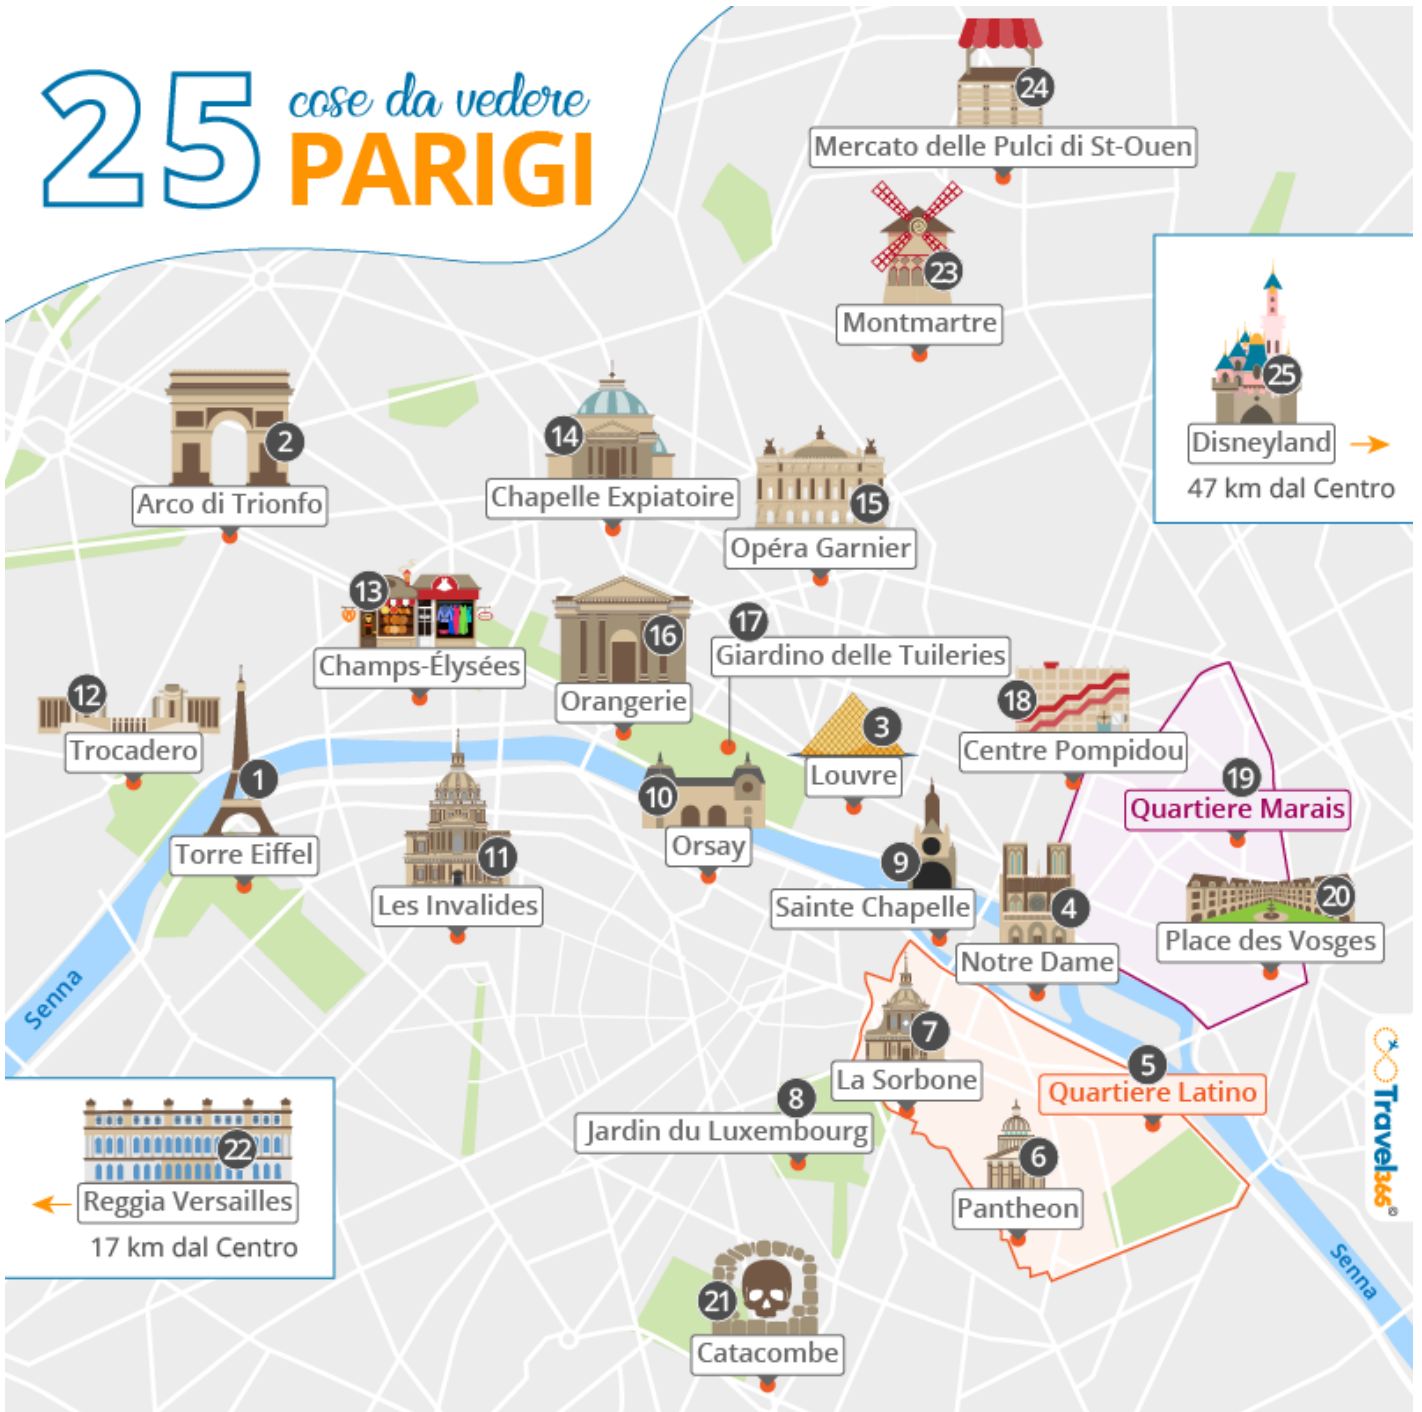 25 cose da vedere
PARIGI
24
Mercato delle Pulci di St-Ouen
23
Montmartre
25
Disneyland
47 km dal Centro
2
Arco di Trionfo
14
Chapelle Expiatoire
15
Opéra Garnier
13
Champs-Élysées
16
Orangerie
17
Giardino delle Tuileries
12
Trocadero
1
Torre Eiffel
3
Louvre
18
Centre Pompidou
19
Quartiere Marais
10
Orsay
11
Les Invalides
9
Sainte Chapelle
4
Notre Dame
20
Place des Vosges
Senna
7
La Sorbone
5
Quartiere Latino
8
Jardin du Luxembourg
6
Pantheon
22
Reggia Versailles
17 km dal Centro
21
Catacombe
Senna
Travel365®